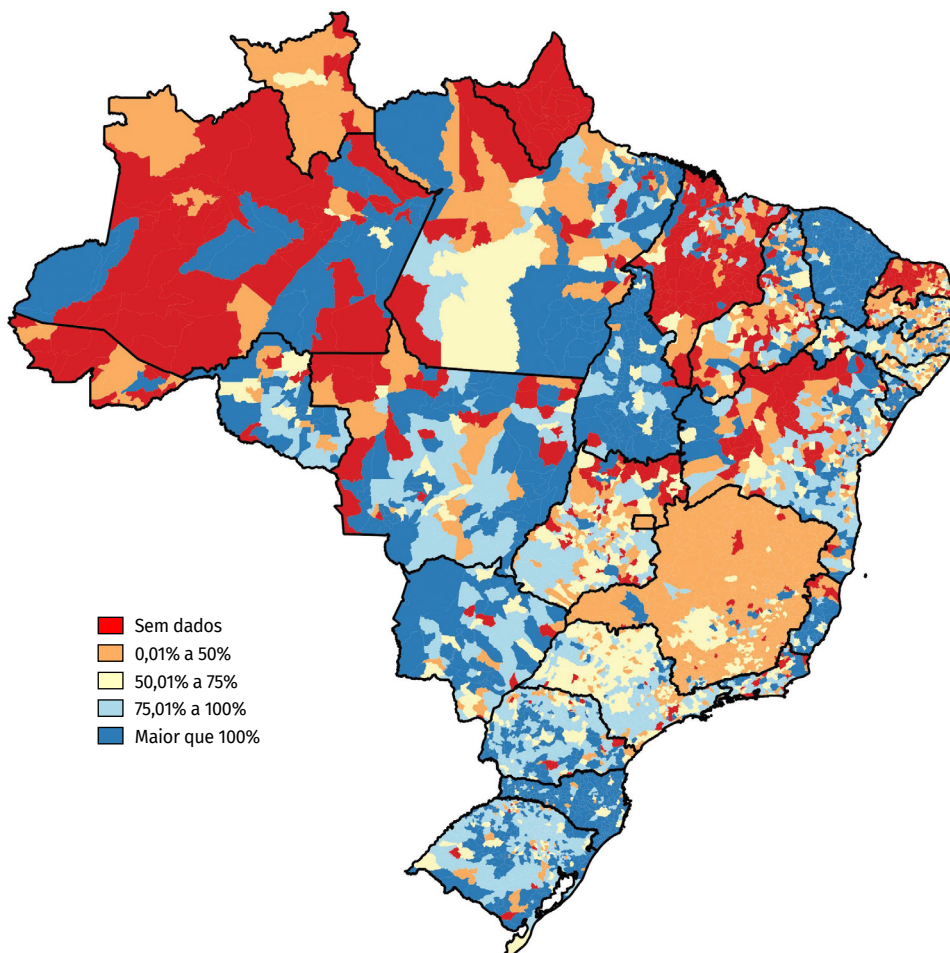 Sem dados
0,01% a 50%
50,01% a 75%
75,01% a 100%
Maior que 100%